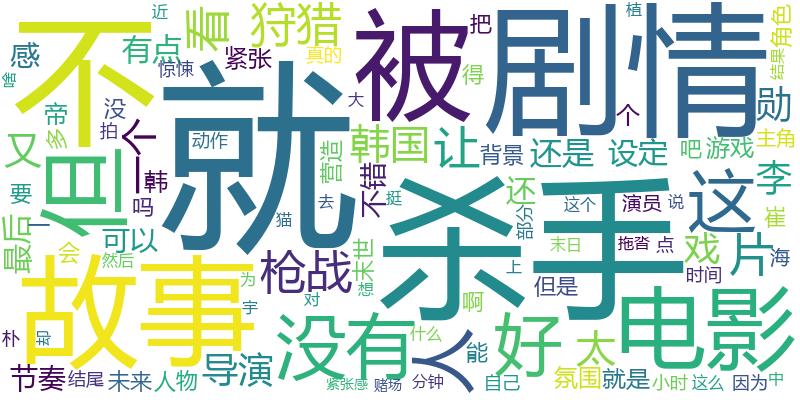 近
不
看
狩猎
被
剧情
把
植
感
有点
紧张
真的
角色
结果
啥
惊悚
得
帝
没
就
大
个
勋
多
拍
动作
韩国
让
背景
还是
设定
吧
游戏
主角
又
但
一个
韩
营造
不错
还
李
要
吗
猫
去
挺
杀手
部分
这个
演员
说
这
崔
一
最后
可以
会
然后
枪战
末世
想
上
末日
拖沓
点
戏
片
海
故事
为
宇
对
啊
但是
时间
朴
却
没有
什么
人
能
好
太
电影
节奏
结尾
未来
人物
导演
紧张感
赌场
分钟
自己
氛围
就是
小时
这么
因为
中